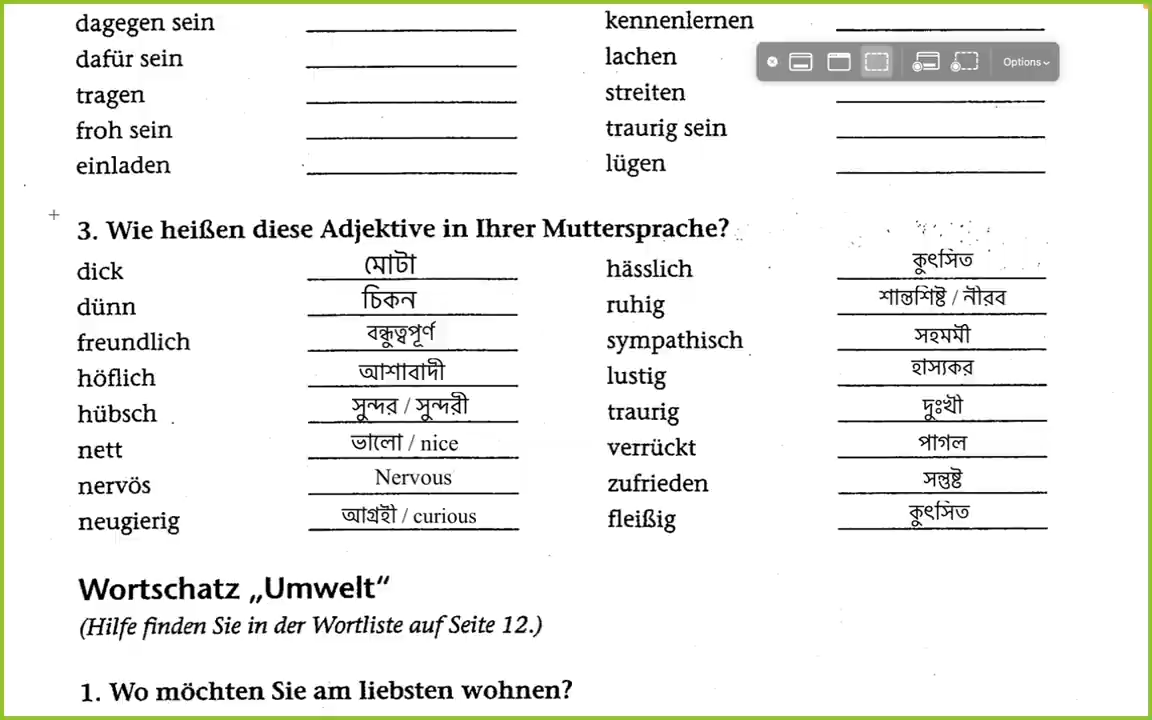 dagegen sein kennenlernen
dafür sein lachen
Options
tragen streiten
froh sein traurig sein
einladen lügen
3. Wie heißen diese Adjektive in Ihrer Muttersprache?
dick মোটা hässlich কুৎসিত
dünn চিকন ruhig শান্তশিষ্ট / নীরব
freundlich বন্ধুত্বপূর্ণ sympathisch সহমর্মী
höflich আশাবাদী lustig হাস্যকর
hübsch সুন্দর / সুন্দরী traurig দুঃখী
nett ভালো / nice verrückt পাগল
nervös Nervous zufrieden সন্তুষ্ট
neugierig আগ্রহী / curious fleißig কুৎসিত
Wortschatz „Umwelt“
(Hilfe finden Sie in der Wortliste auf Seite 12.)
1. Wo möchten Sie am liebsten wohnen?